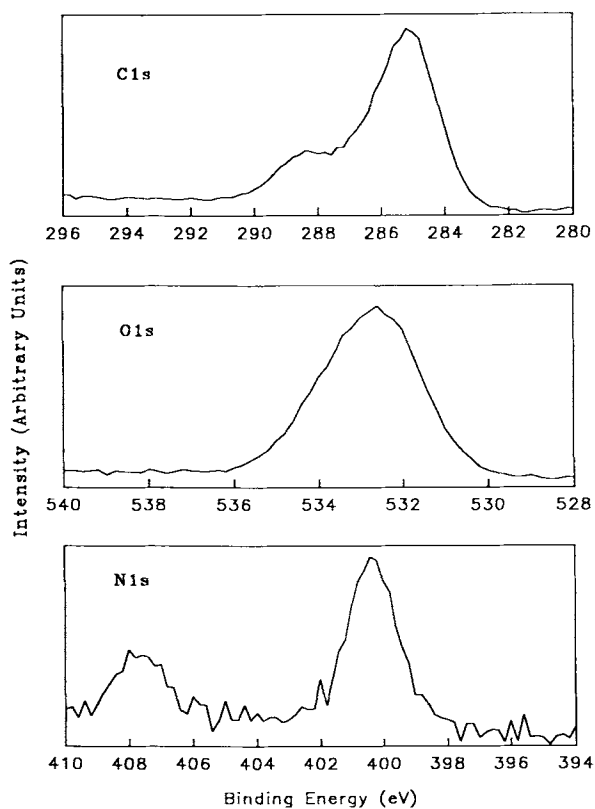 C1s
296 294 292 290 288 286 284 282 280
O1s
540 538 536 534 532 530 528
N1s
410 408 406 404 402 400 398 396 394
Intensity (Arbitrary Units)
Binding Energy (eV)